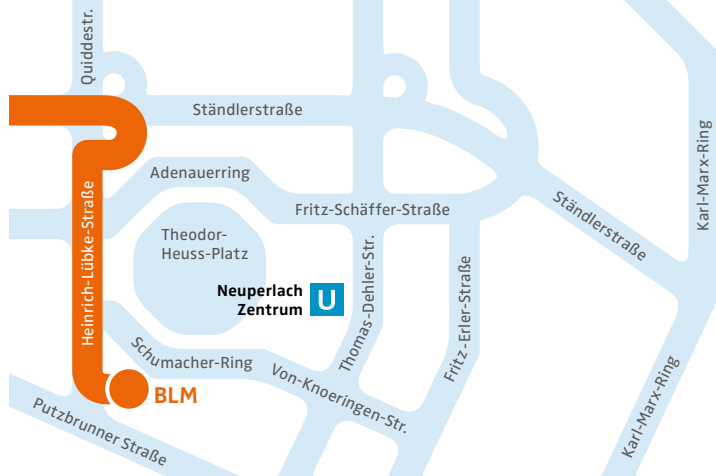 Quiddestr.
Ständlerstraße
Karl-Marx-Ring
Adenauerring
Fritz-Schäffer-Straße
Ständlerstraße
Heinrich-Lübke-Straße
Theodor-
Heuss-Platz
Neuperlach
Zentrum
U
Thomas-Dehler-Str.
Fritz-Erler-Straße
Schumacher-Ring
Von-Knoeringen-Str.
Karl-Marx-Ring
BLM
Putzbrunner Straße